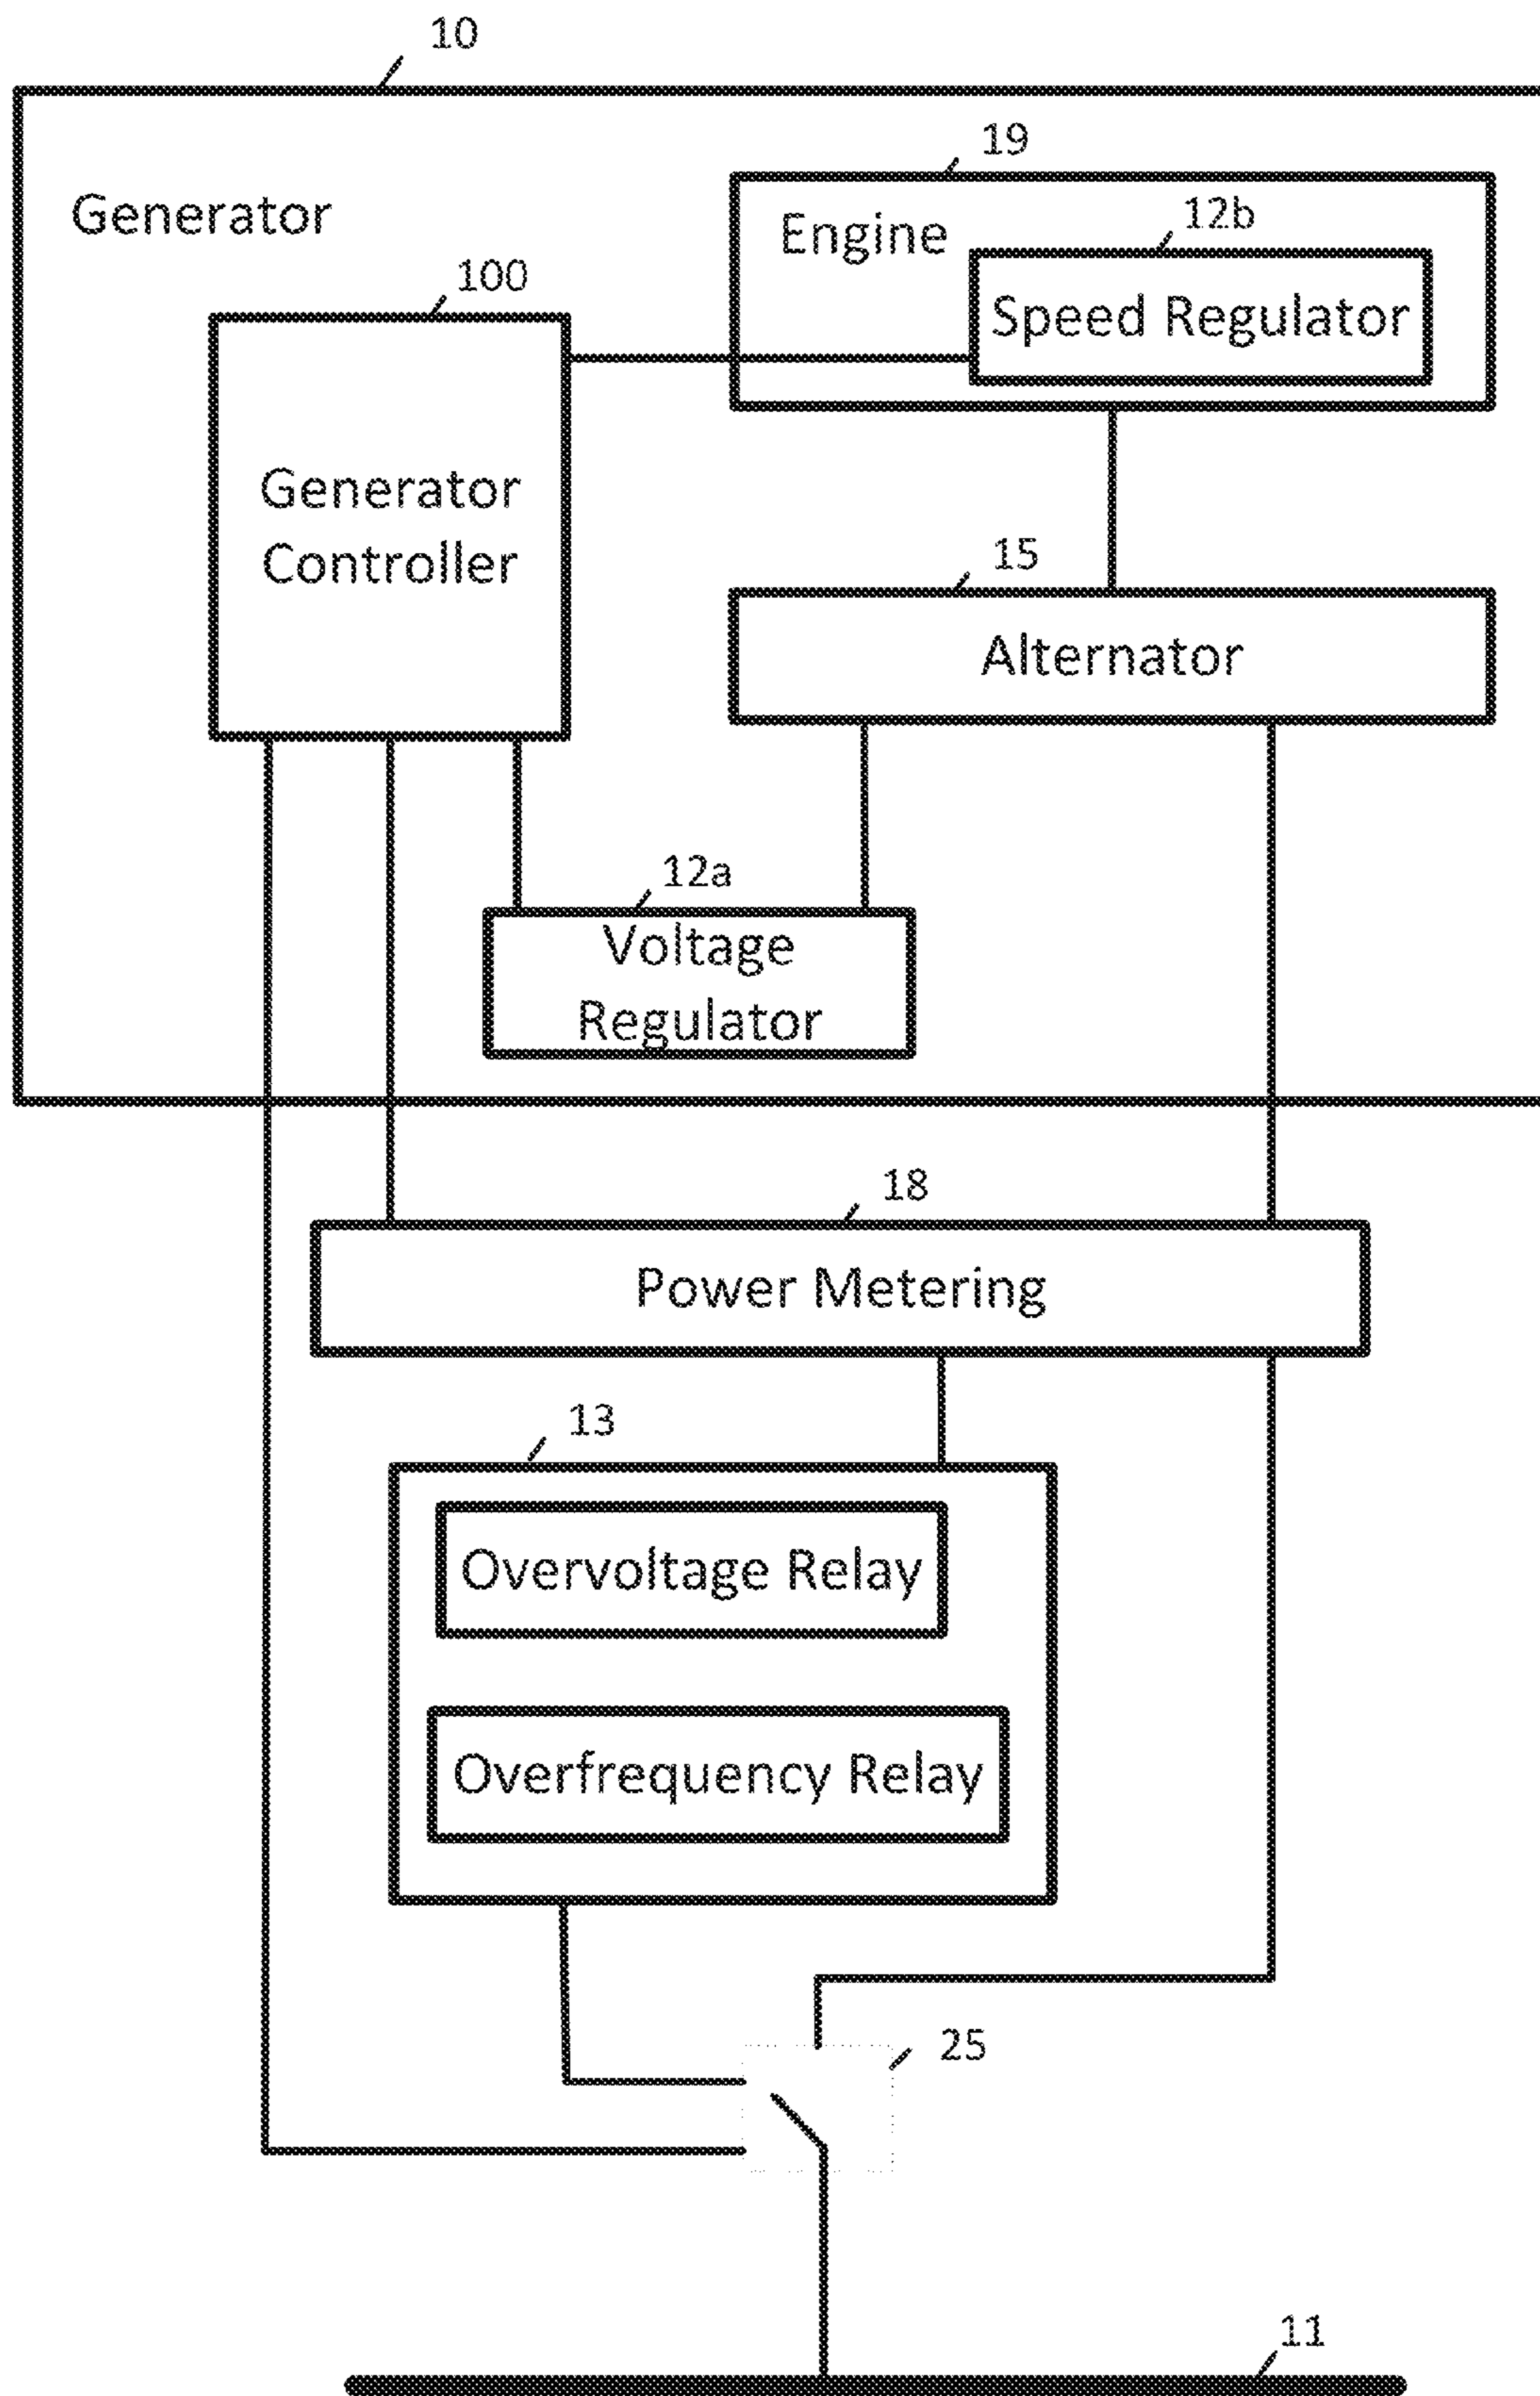 10
19
Generator
Engine
12b
Speed Regulator
100
Generator
Controller
15
Alternator
12a
Voltage
Regulator
18
Power Metering
13
Overvoltage Relay
Overfrequency Relay
25
11